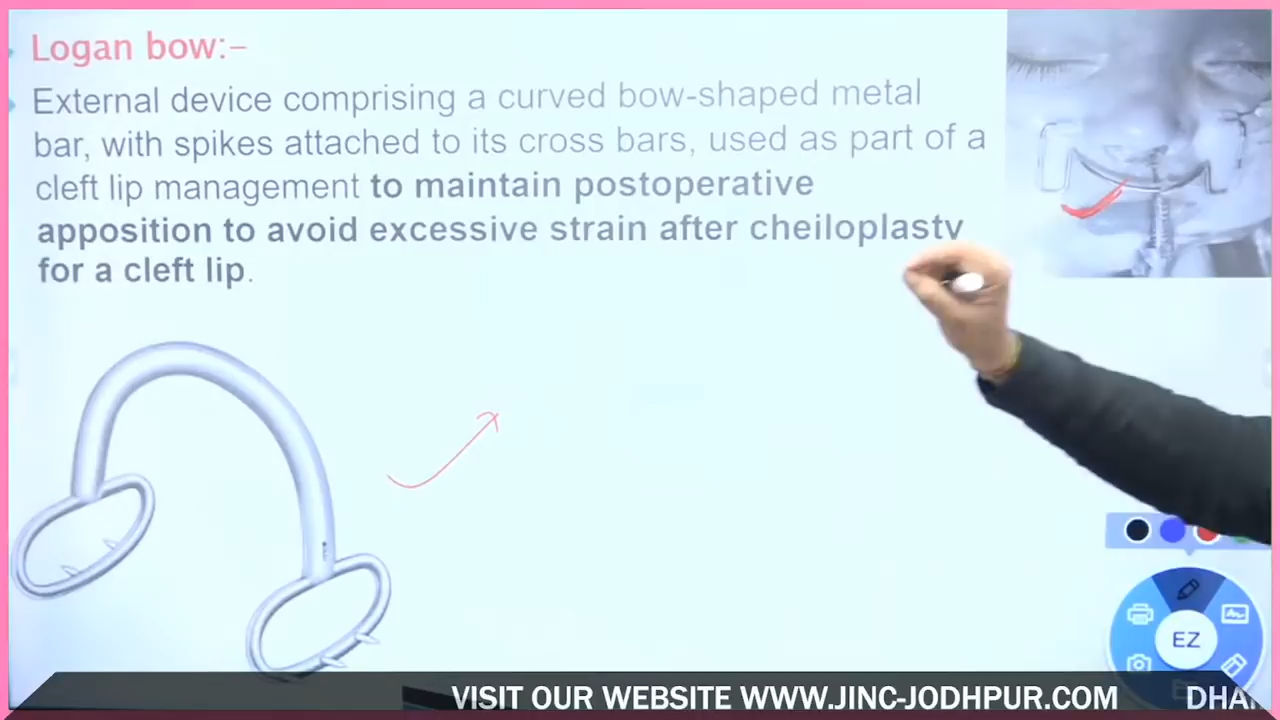 Logan bow:–
External device comprising a curved bow-shaped metal
bar, with spikes attached to its cross bars, used as part of a
cleft lip management to maintain postoperative
apposition to avoid excessive strain after cheiloplasty
for a cleft lip.
EZ
VISIT OUR WEBSITE WWW.JINC-JODHPUR.COM